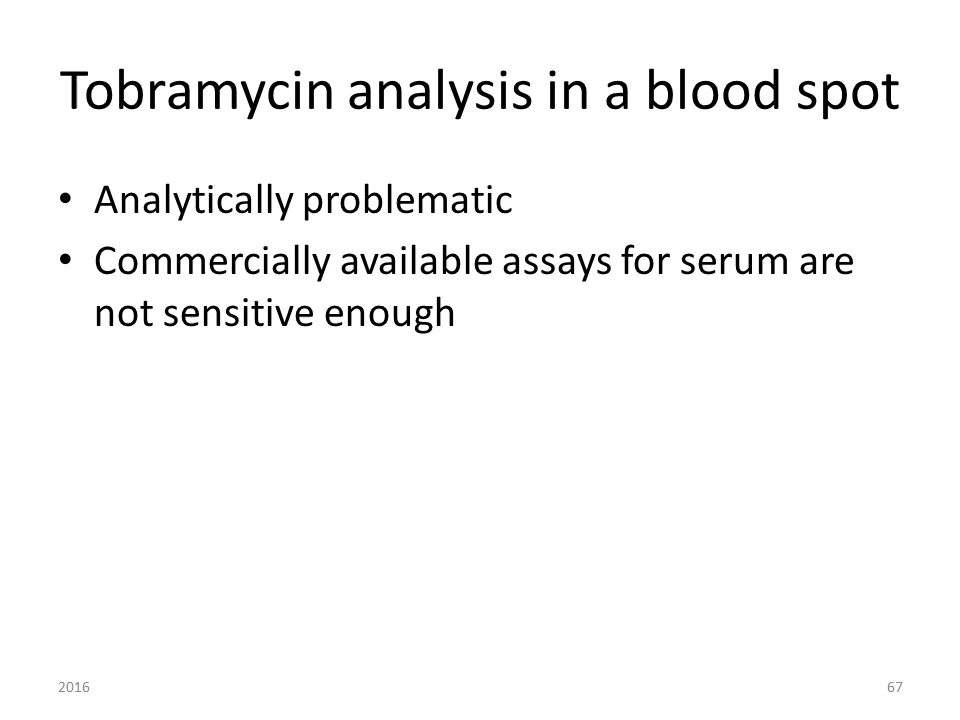 Tobramycin analysis in a blood spot
• Analytically problematic
• Commercially available assays for serum are
not sensitive enough
2016
67